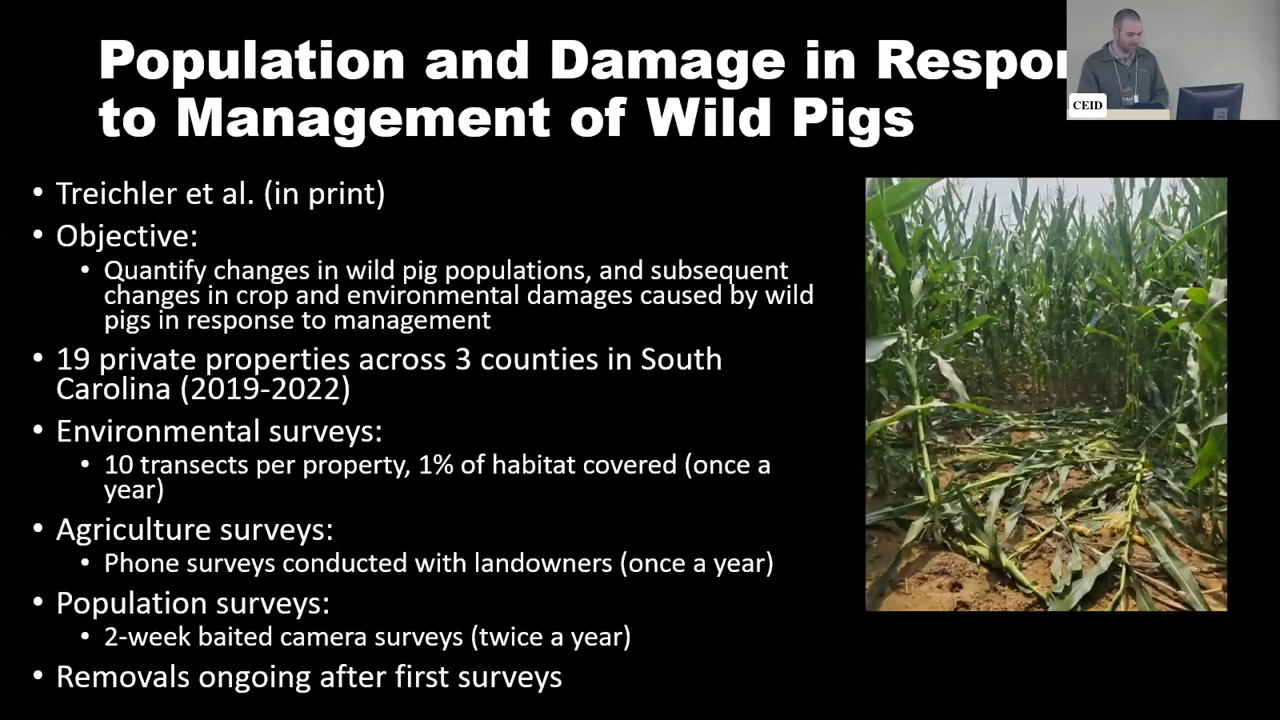 Population and Damage in Respon
to Management of Wild Pigs
CEID
• Treichler et al. (in print)
• Objective:
• Quantify changes in wild pig populations, and subsequent
changes in crop and environmental damages caused by wild
pigs in response to management
• 19 private properties across 3 counties in South
Carolina (2019-2022)
• Environmental surveys:
• 10 transects per property, 1% of habitat covered (once a
year)
• Agriculture surveys:
• Phone surveys conducted with landowners (once a year)
• Population surveys:
• 2-week baited camera surveys (twice a year)
• Removals ongoing after first surveys